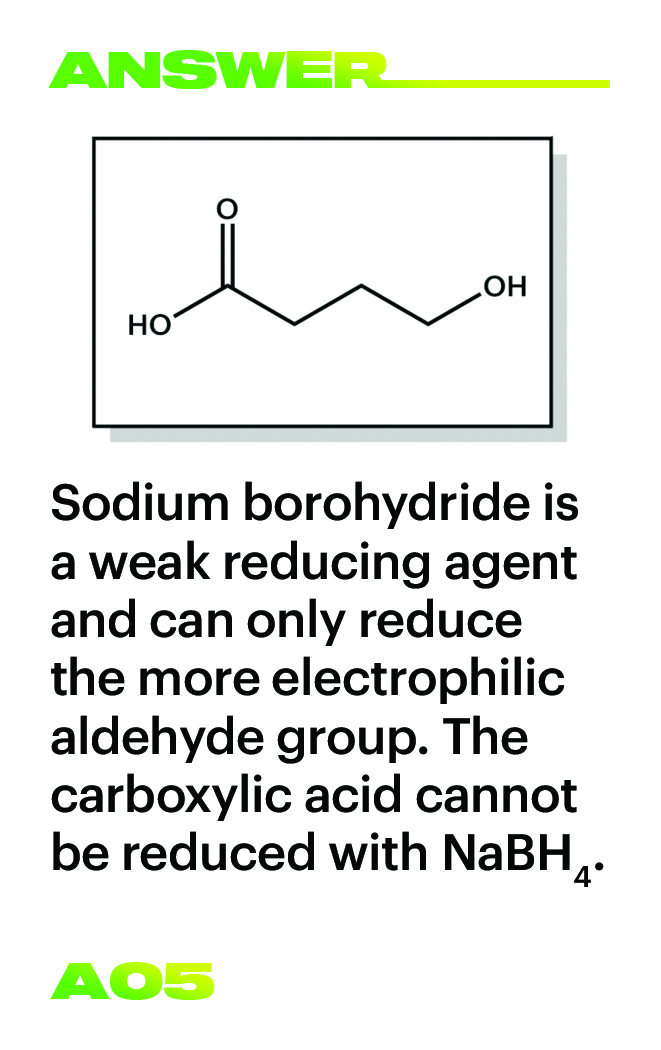 ANSWER
O
HO
OH
Sodium borohydride is
a weak reducing agent
and can only reduce
the more electrophilic
aldehyde group. The
carboxylic acid cannot
be reduced with NaBH₄.
A05